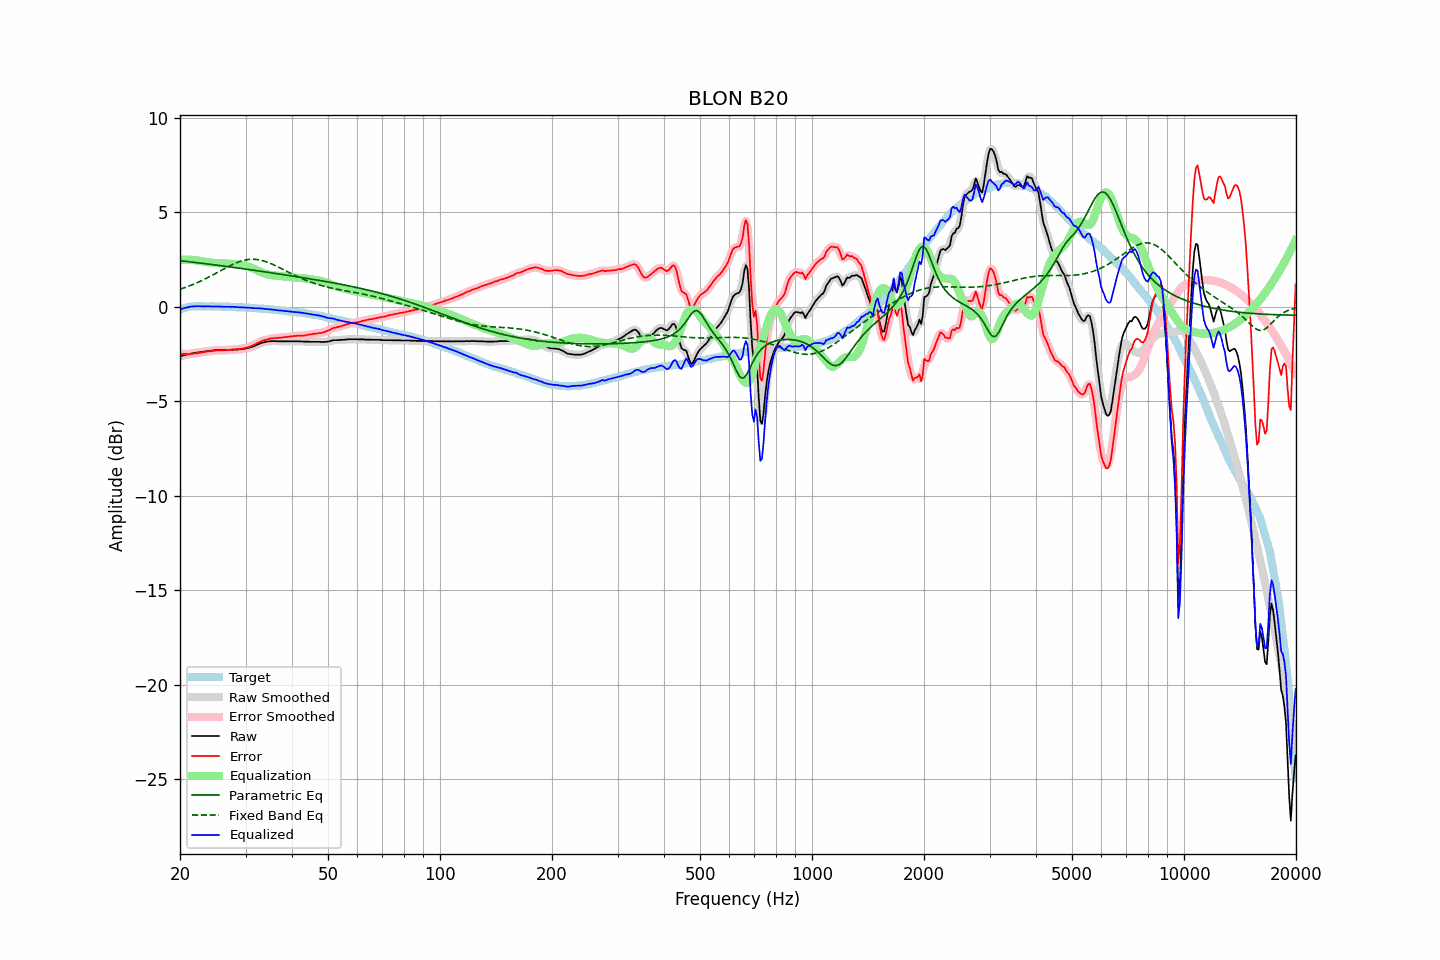 BLON B20
Amplitude (dBr)
10
5
0
−5
−10
−15
−20
−25
Target
Raw Smoothed
Error Smoothed
Raw
Error
Equalization
Parametric Eq
Fixed Band Eq
Equalized
20 50 100 200 500 1000 2000 5000 10000 20000
Frequency (Hz)